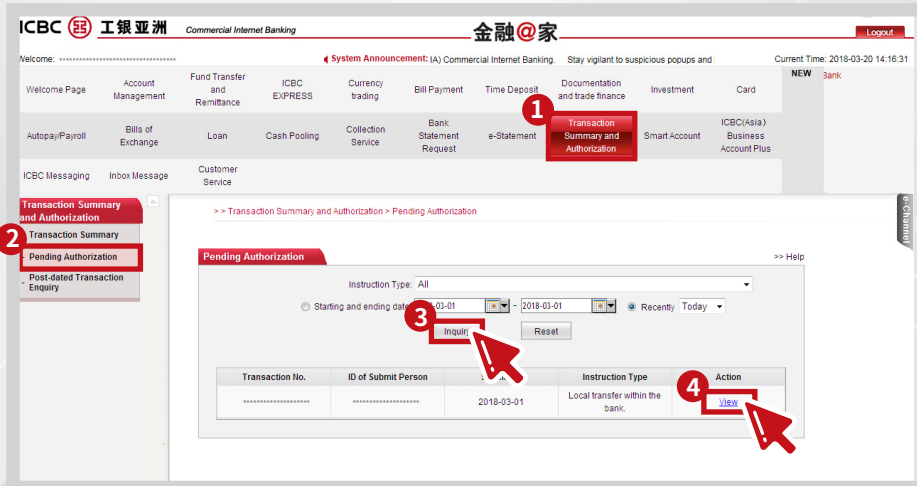 ICBC 工银亚洲 Commercial Internet Banking 金融@家 Logout
Welcome: **********************************
System Announcement: (A) Commercial Internet Banking. Stay vigilant to suspicious popups and
Current Time: 2018-03-20 14:16:31
Welcome Page
Account
Management
Fund Transfer
and
Remittance
ICBC
EXPRESS
Currency
trading
Bill Payment
Time Deposit
Documentation
and trade finance
Investment
Card
NEW
Bank
1
Autopay/Payroll
Bills of
Exchange
Loan
Cash Pooling
Collection
Service
Bank
Statement
Request
e-Statement
Transaction
Summary and
Authorization
Smart Account
ICBC(Asia)
Business
Account Plus
ICBC Messaging
Inbox Message
Customer
Service
e-Channel
Transaction Summary
and Authorization
Transaction Summary
2
- Pending Authorization
- Post-dated Transaction
Enquiry
> > Transaction Summary and Authorization > Pending Authorization
Pending Authorization
>> Help
Instruction Type: All
Starting and ending date -03-01 - 2018-03-01 Recently Today
3
Inquiry Reset
Transaction No. ID of Submit Person Instruction Type Action
******************** ******************** 2018-03-01 Local transfer within the
bank.
4
View